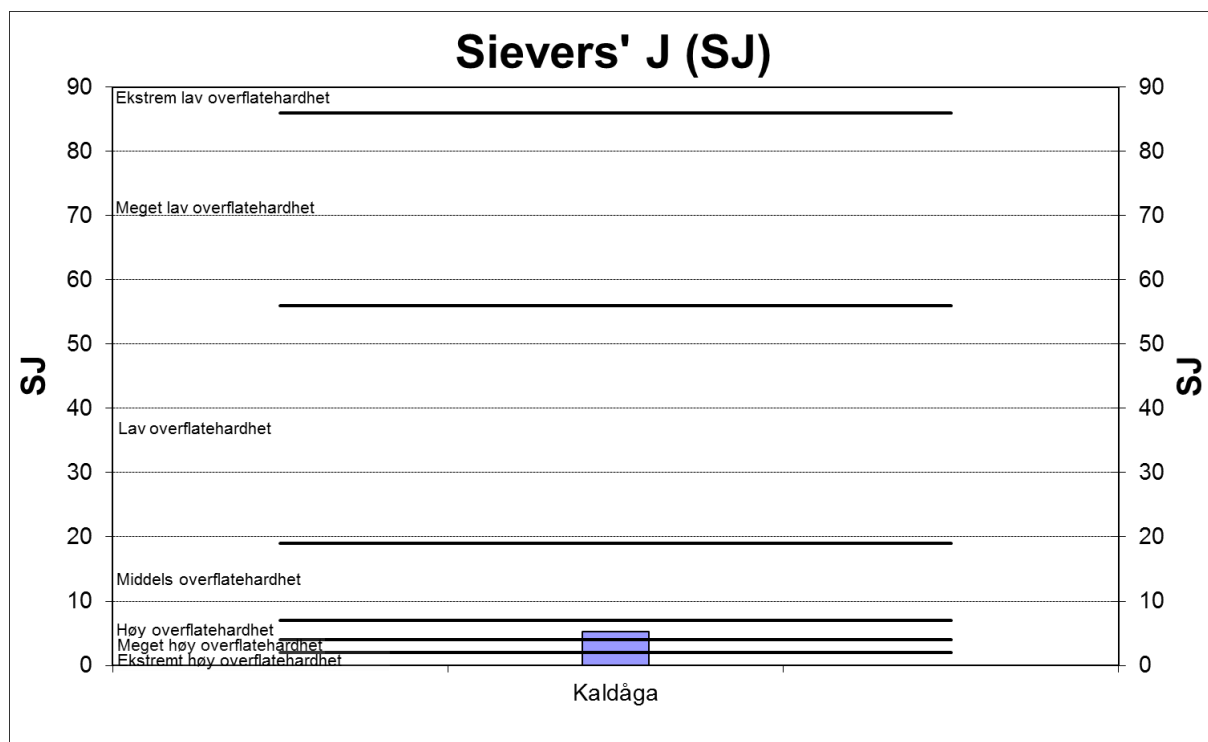 Sievers' J (SJ)
90
Ekstrem lav overflatehardhet
90
80
80
Meget lav overflatehardhet
70
70
60
60
50
50
SJ
SJ
40
40
Lav overflatehardhet
30
30
20
20
Middels overflatehardhet
10
10
Høy overflatehardhet
Meget høy overflatehardhet
Ekstremt høy overflatehardhet
0
0
Kaldåga